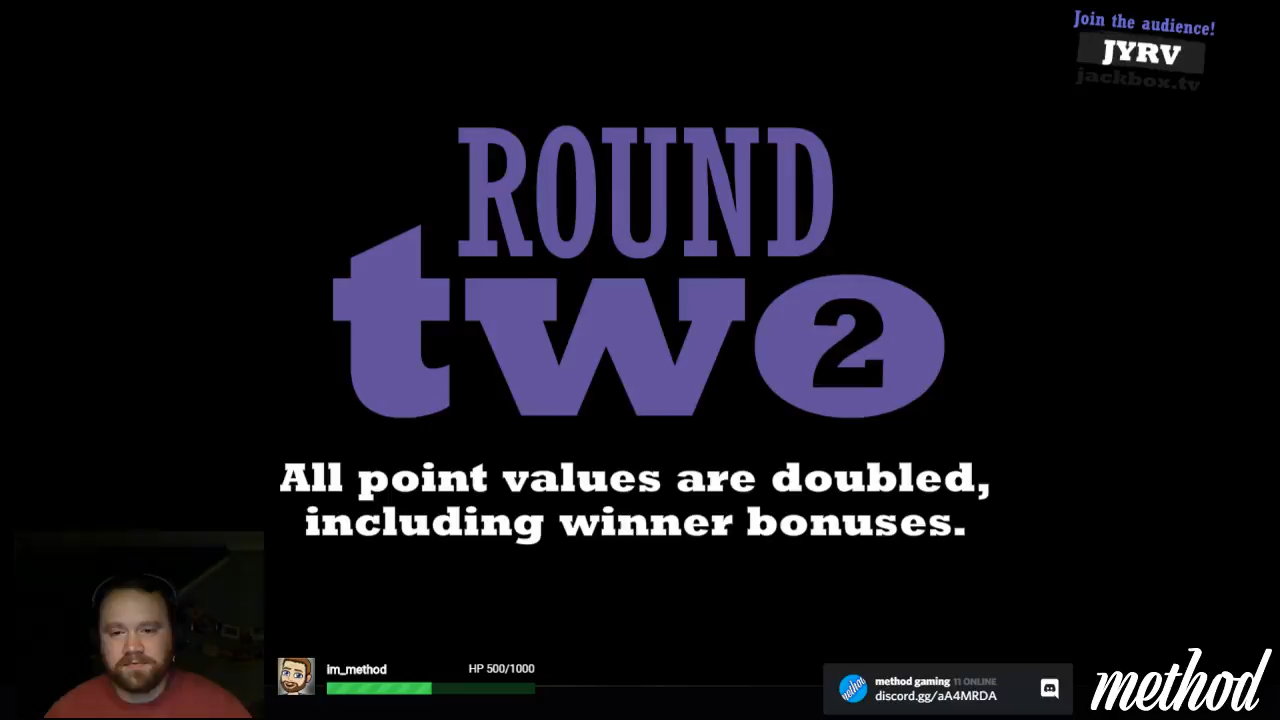 Join the audience!
JYRV
jackbox.tv
ROUND
two
2
All point values are doubled,
including winner bonuses.
im_method
HP 500/1000
method gaming 11 ONLINE
discord.gg/aA4MRDA
method
method